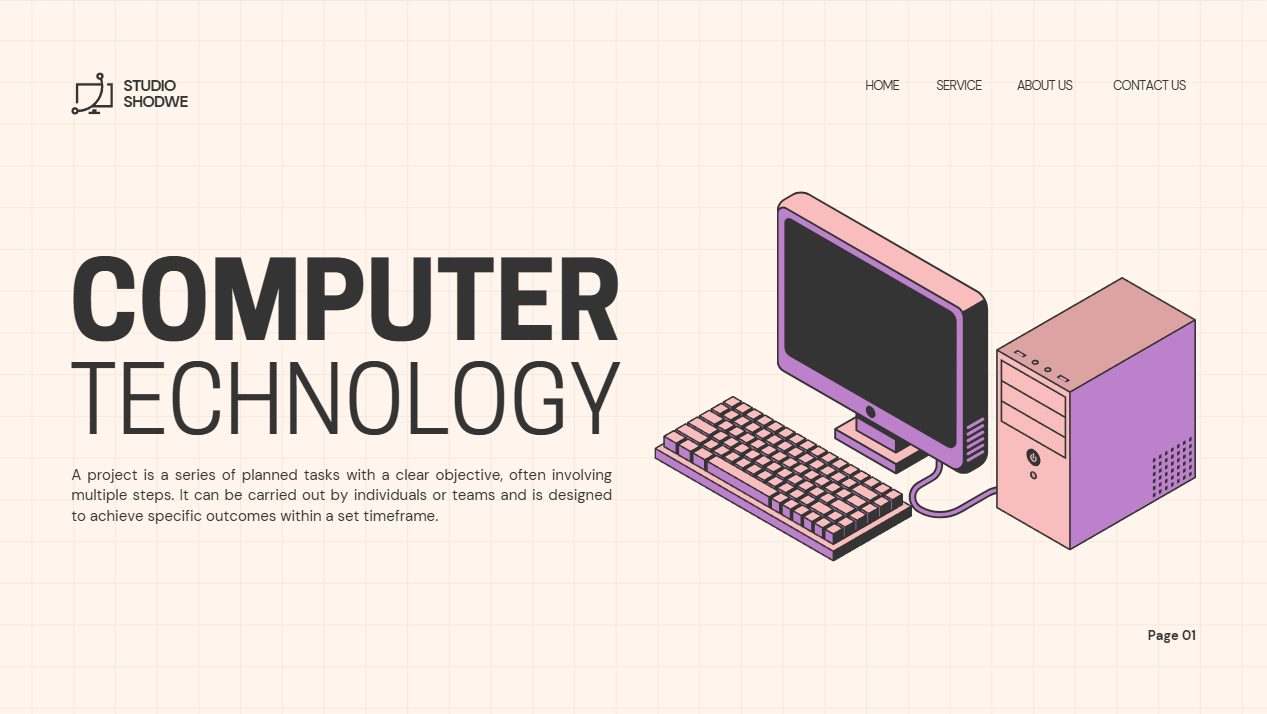 STUDIO
SHODWE
HOME SERVICE ABOUT US CONTACT US
COMPUTER
TECHNOLOGY
A project is a series of planned tasks with a clear objective, often involving
multiple steps. It can be carried out by individuals or teams and is designed
to achieve specific outcomes within a set timeframe.
Page 01